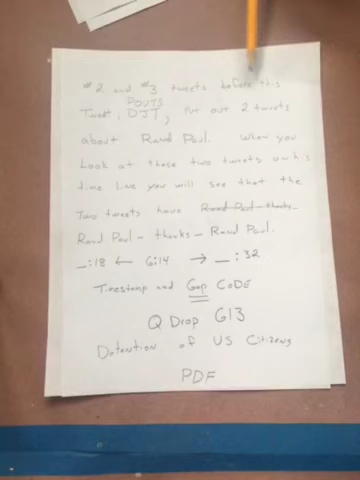 #2 and #3 tweets before this
POUTS
Tweet, DJT, Put out 2 tweets
about Rand Paul. When you
Look at these two tweets on his
time line you will see that the
Two tweets have Rand Paul - thanks -
Rand Paul - thanks - Rand Paul.
_:18 ← 6:14 → _:32
Timestamp and Gap CODE
Q Drop 613
Detention of US Citizens
PDF